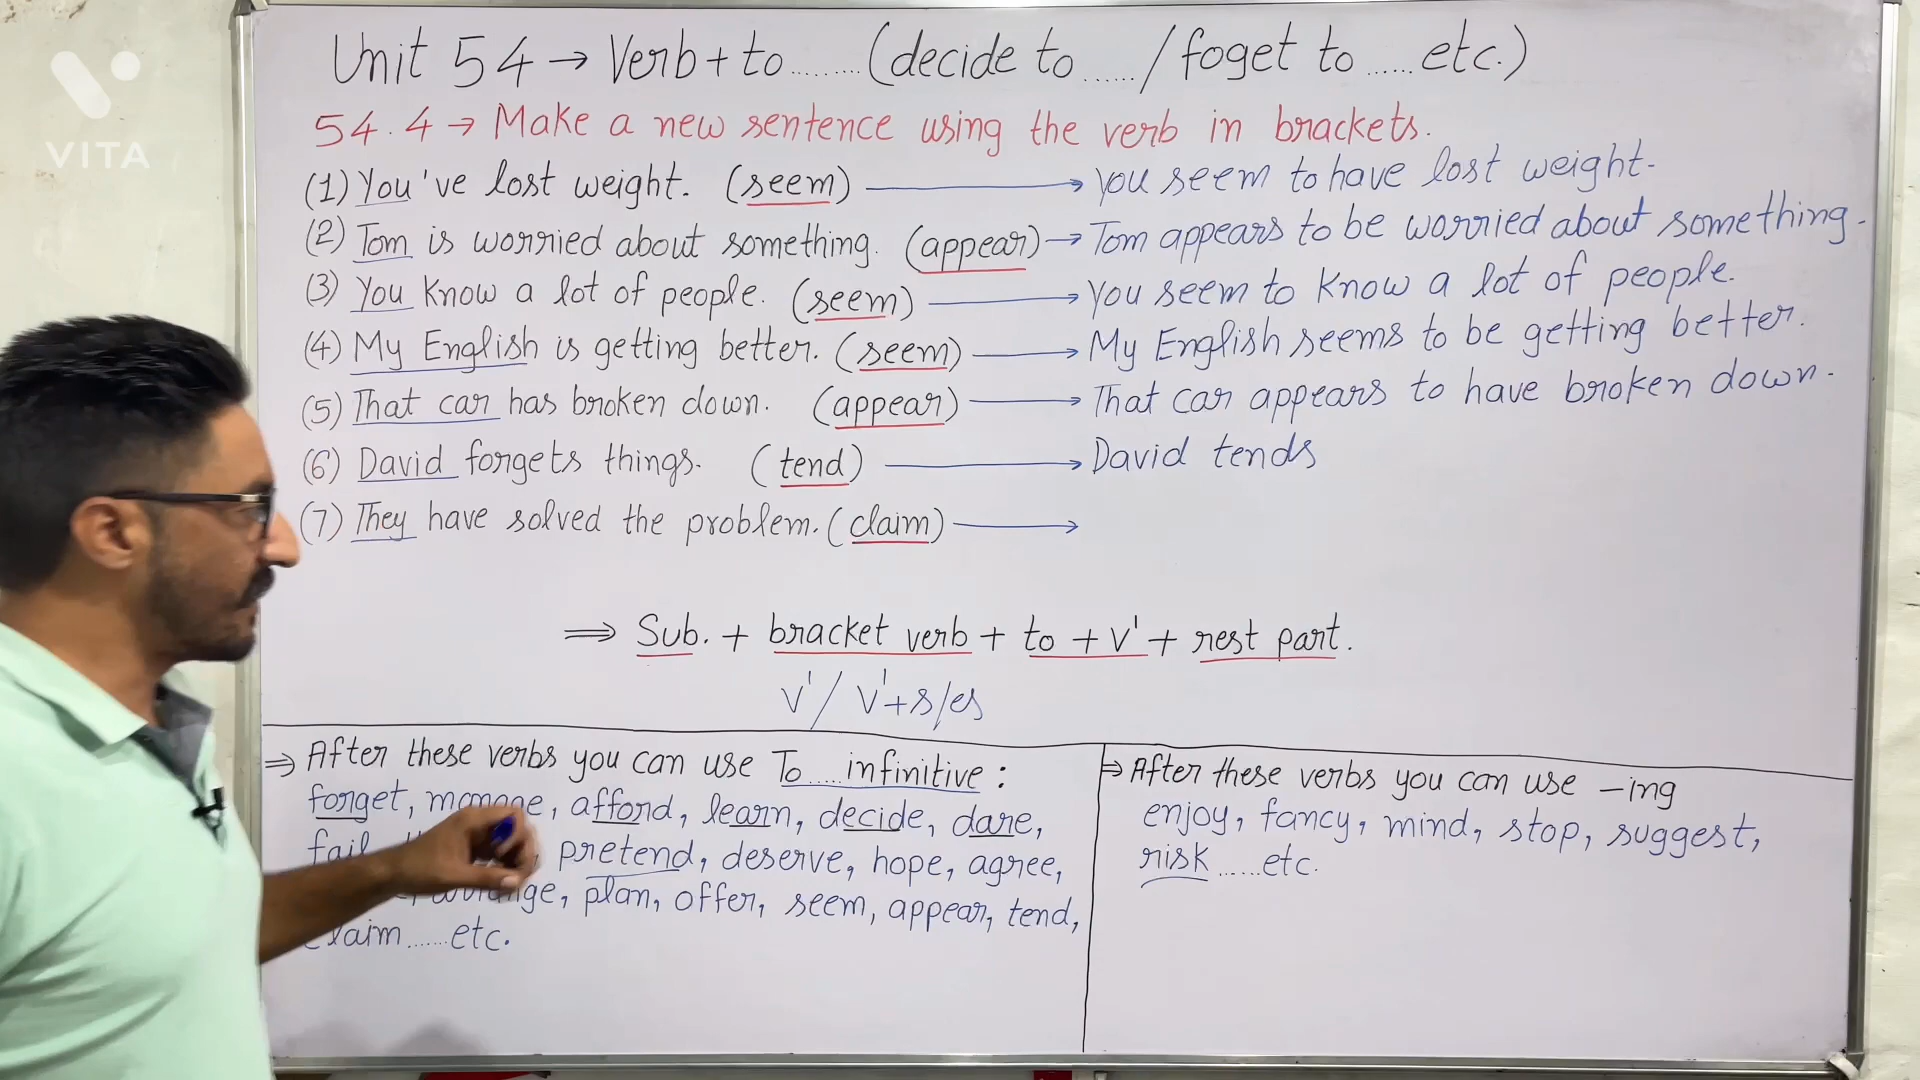 VITA
Unit 54 → Verb + to ........ (decide to ...... / foget to ...... etc.)
54.4 → Make a new sentence using the verb in brackets.
(1) You've lost weight. (seem) → You seem to have lost weight.
(2) Tom is worried about something. (appear) → Tom appears to be worried about something.
(3) You know a lot of people. (seem) → You seem to know a lot of people.
(4) My English is getting better. (seem) → My English seems to be getting better.
(5) That car has broken down. (appear) → That car appears to have broken down.
(6) David forgets things. (tend) → David tends
(7) They have solved the problem. (claim) →
⇒ Sub. + bracket verb + to + V' + rest part.
V' / V'+s/es
⇒ After these verbs you can use To ..... infinitive :
forget, manage, afford, learn, decide, dare,
fail, pretend, deserve, hope, agree,
arrange, plan, offer, seem, appear, tend,
claim ...... etc.
⇒ After these verbs you can use -ing
enjoy, fancy, mind, stop, suggest,
risk ...... etc.